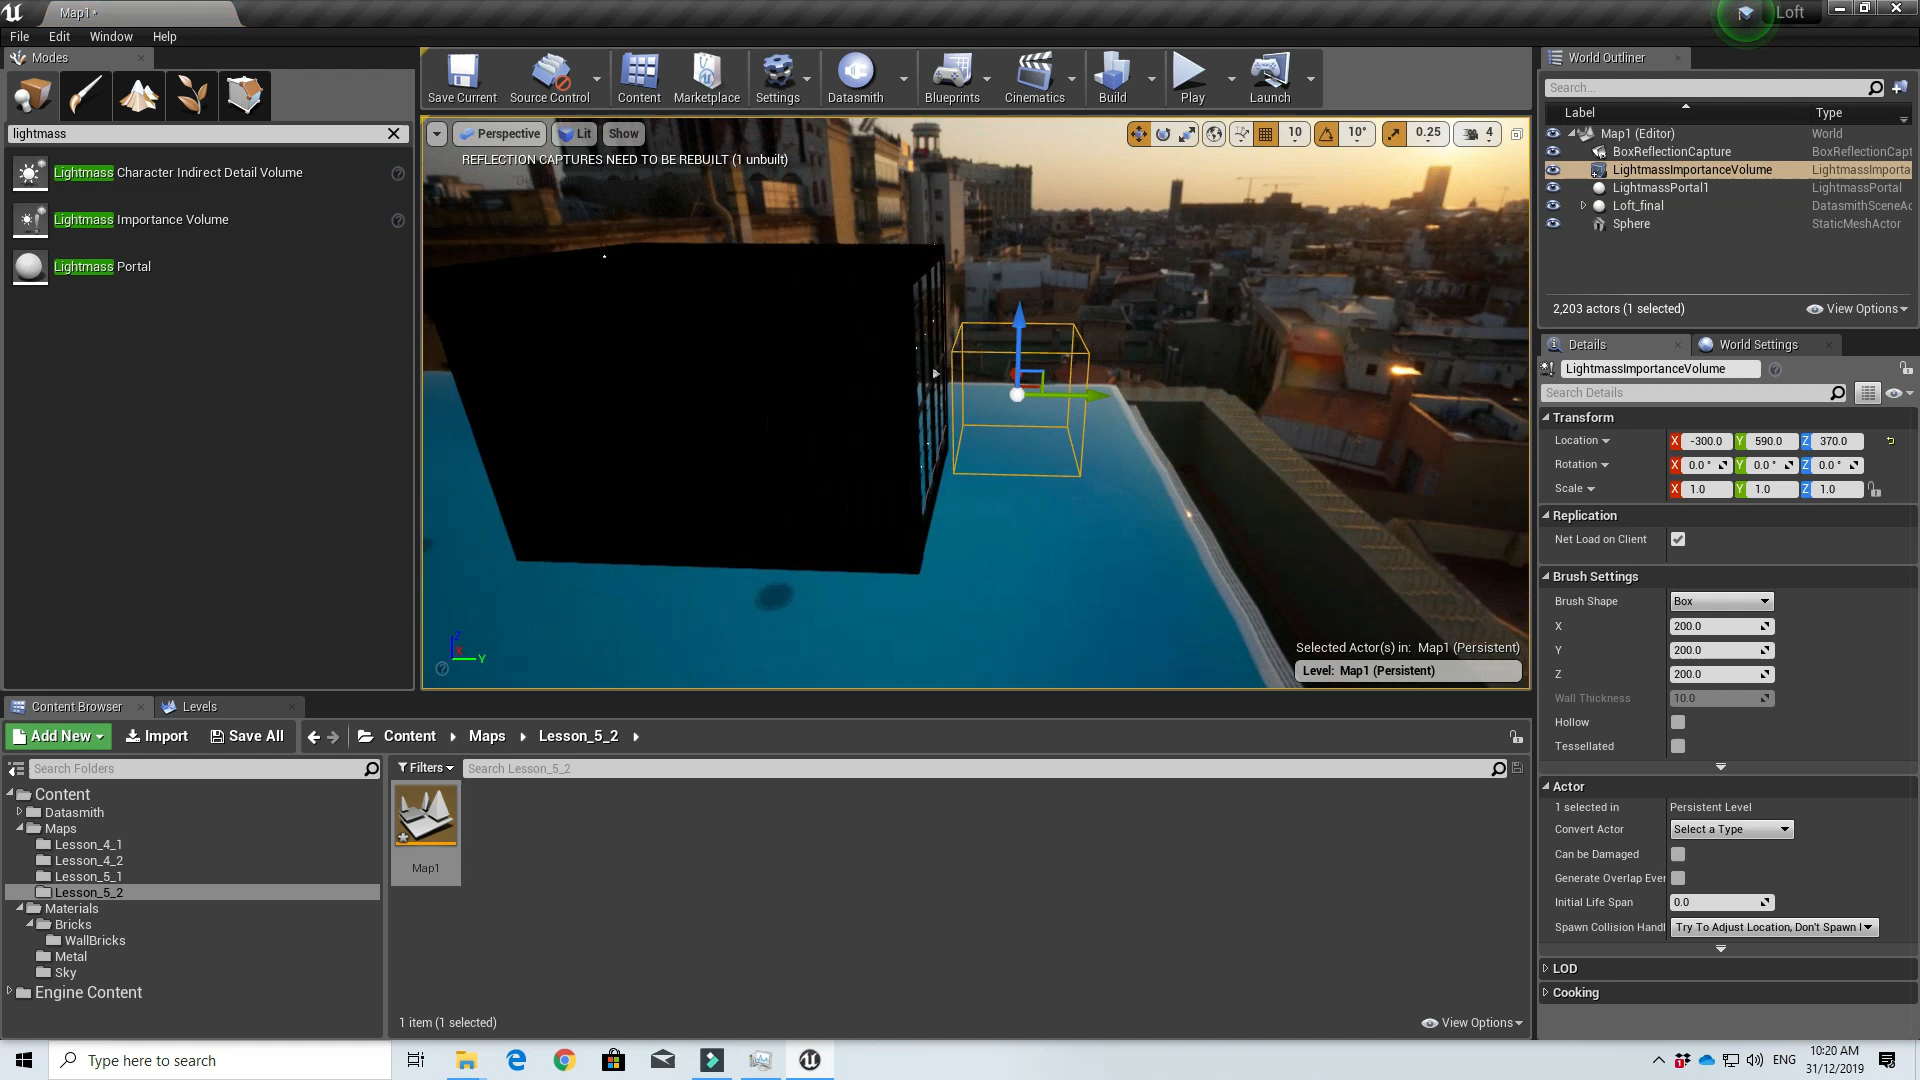 Map1*
Loft
File Edit Window Help
Modes
Save Current Source Control Content Marketplace Settings Datasmith Blueprints Cinematics Build Play Launch
lightmass
Lightmass Character Indirect Detail Volume
Lightmass Importance Volume
Lightmass Portal
Perspective Lit Show
10 10° 0.25 4
REFLECTION CAPTURES NEED TO BE REBUILT (1 unbuilt)
Z X Y
Selected Actor(s) in: Map1 (Persistent)
Level: Map1 (Persistent)
World Outliner
Search...
Label Type
Map1 (Editor) World
BoxReflectionCapture BoxReflectionCapt
LightmassImportanceVolume LightmassImporta
LightmassPortal1 LightmassPortal
Loft_final DatasmithSceneAc
Sphere StaticMeshActor
2,203 actors (1 selected) View Options
Details World Settings
LightmassImportanceVolume
Search Details
Transform
Location X -300.0 Y 590.0 Z 370.0
Rotation X 0.0° Y 0.0° Z 0.0°
Scale X 1.0 Y 1.0 Z 1.0
Replication
Net Load on Client
Brush Settings
Brush Shape Box
X 200.0
Y 200.0
Z 200.0
Wall Thickness 10.0
Hollow
Tessellated
Actor
1 selected in Persistent Level
Convert Actor Select a Type
Can be Damaged
Generate Overlap Ever
Initial Life Span 0.0
Spawn Collision Handl Try To Adjust Location, Don't Spawn I
LOD
Cooking
Content Browser Levels
Add New Import Save All Content Maps Lesson_5_2
Search Folders
Filters Search Lesson_5_2
Content
Datasmith
Maps
Lesson_4_1
Lesson_4_2
Lesson_5_1
Lesson_5_2
Materials
Bricks
WallBricks
Metal
Sky
Engine Content
Map1
1 item (1 selected) View Options
Type here to search
ENG
10:20 AM
31/12/2019